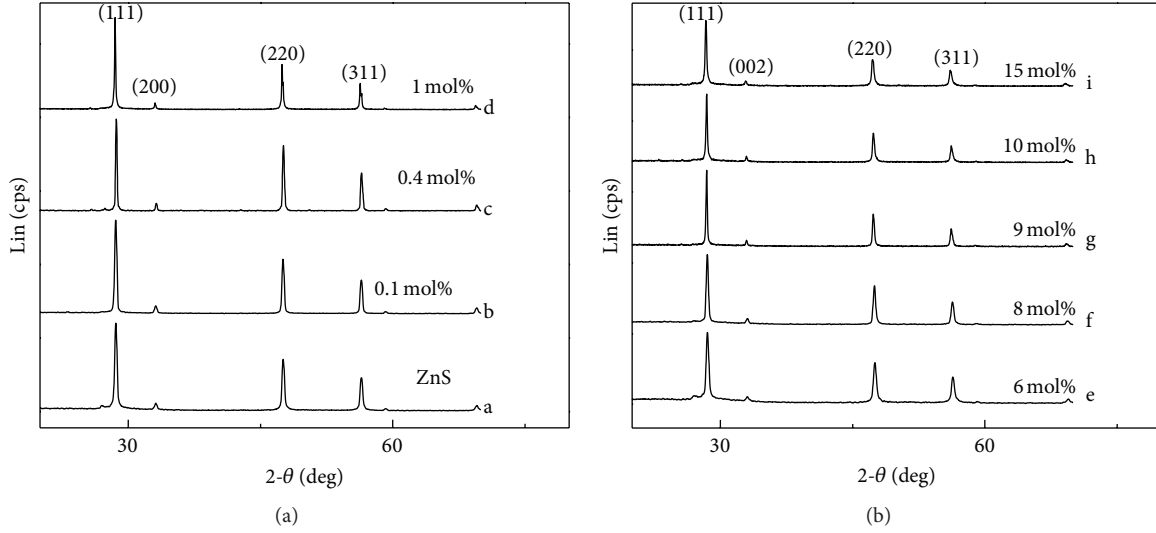 (111)
(200)
(220)
(311)
1 mol%
d
0.4 mol%
c
0.1 mol%
b
ZnS
a
Lin (cps)
30
60
2-θ (deg)
(a)
(111)
(002)
(220)
(311)
15 mol%
i
10 mol%
h
9 mol%
g
8 mol%
f
6 mol%
e
Lin (cps)
30
60
2-θ (deg)
(b)